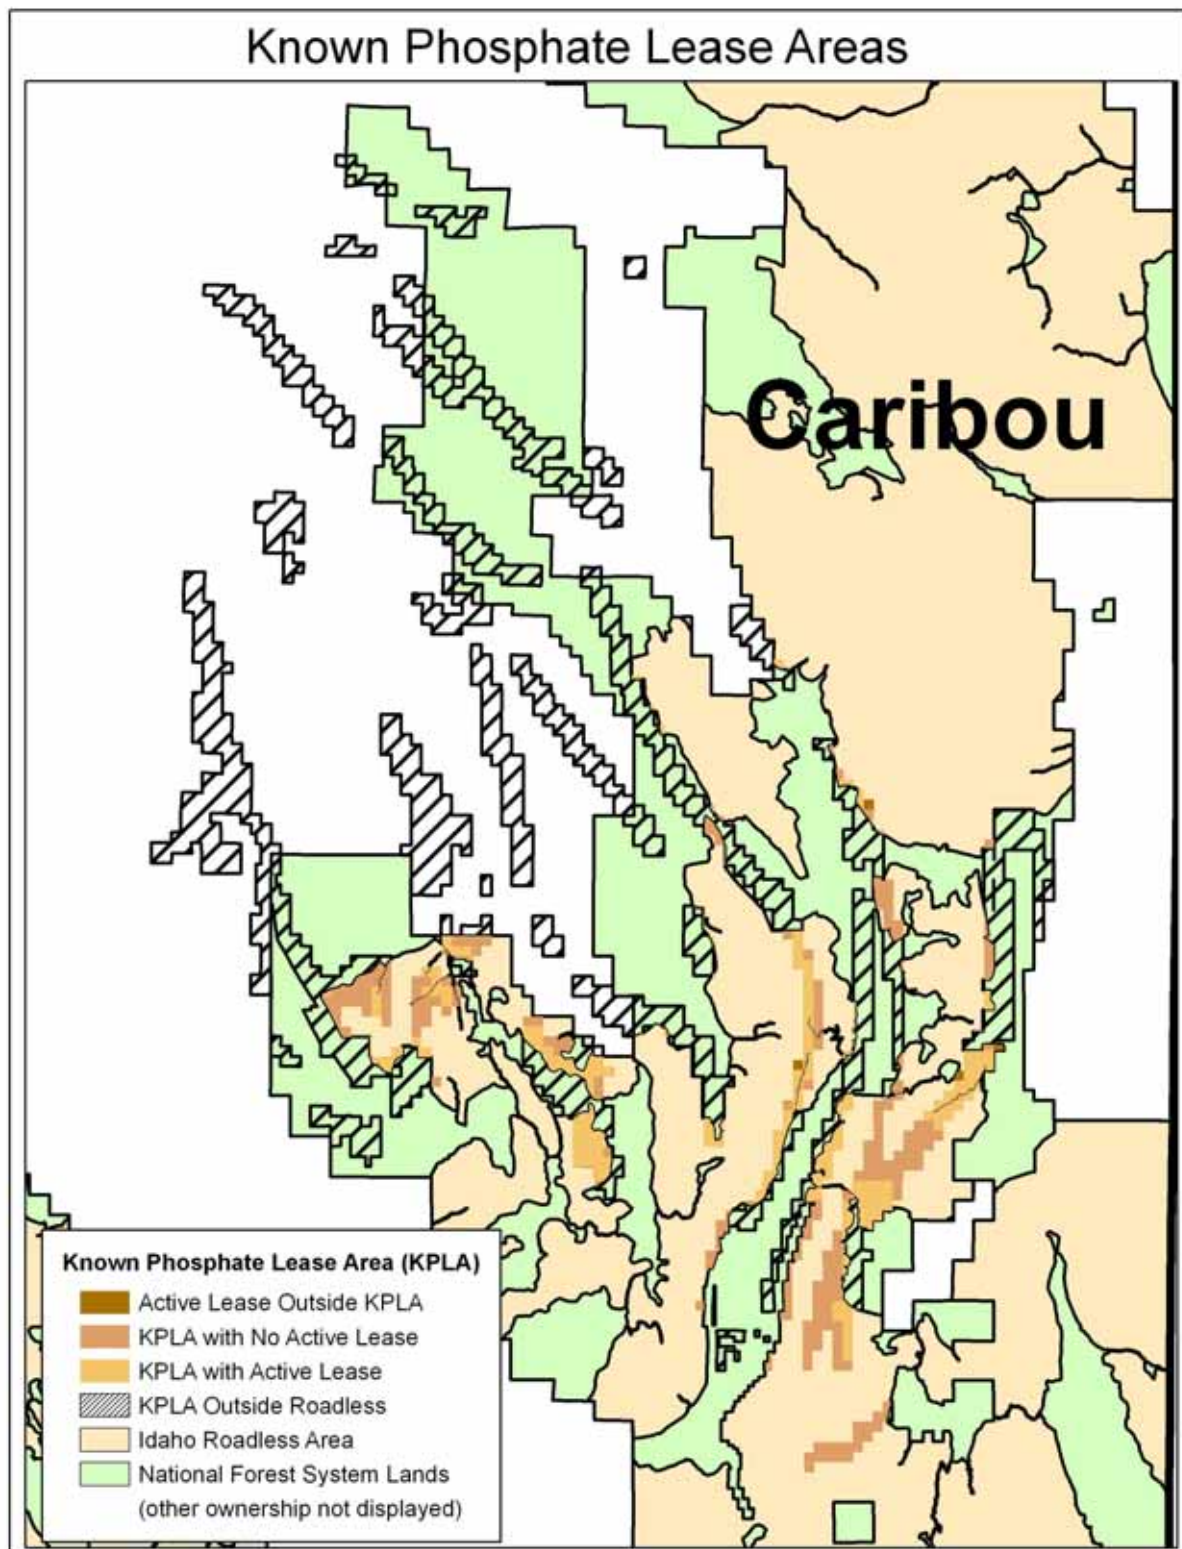 Known Phosphate Lease Areas
Caribou
Known Phosphate Lease Area (KPLA)
Active Lease Outside KPLA
KPLA with No Active Lease
KPLA with Active Lease
KPLA Outside Roadless
Idaho Roadless Area
National Forest System Lands
(other ownership not displayed)